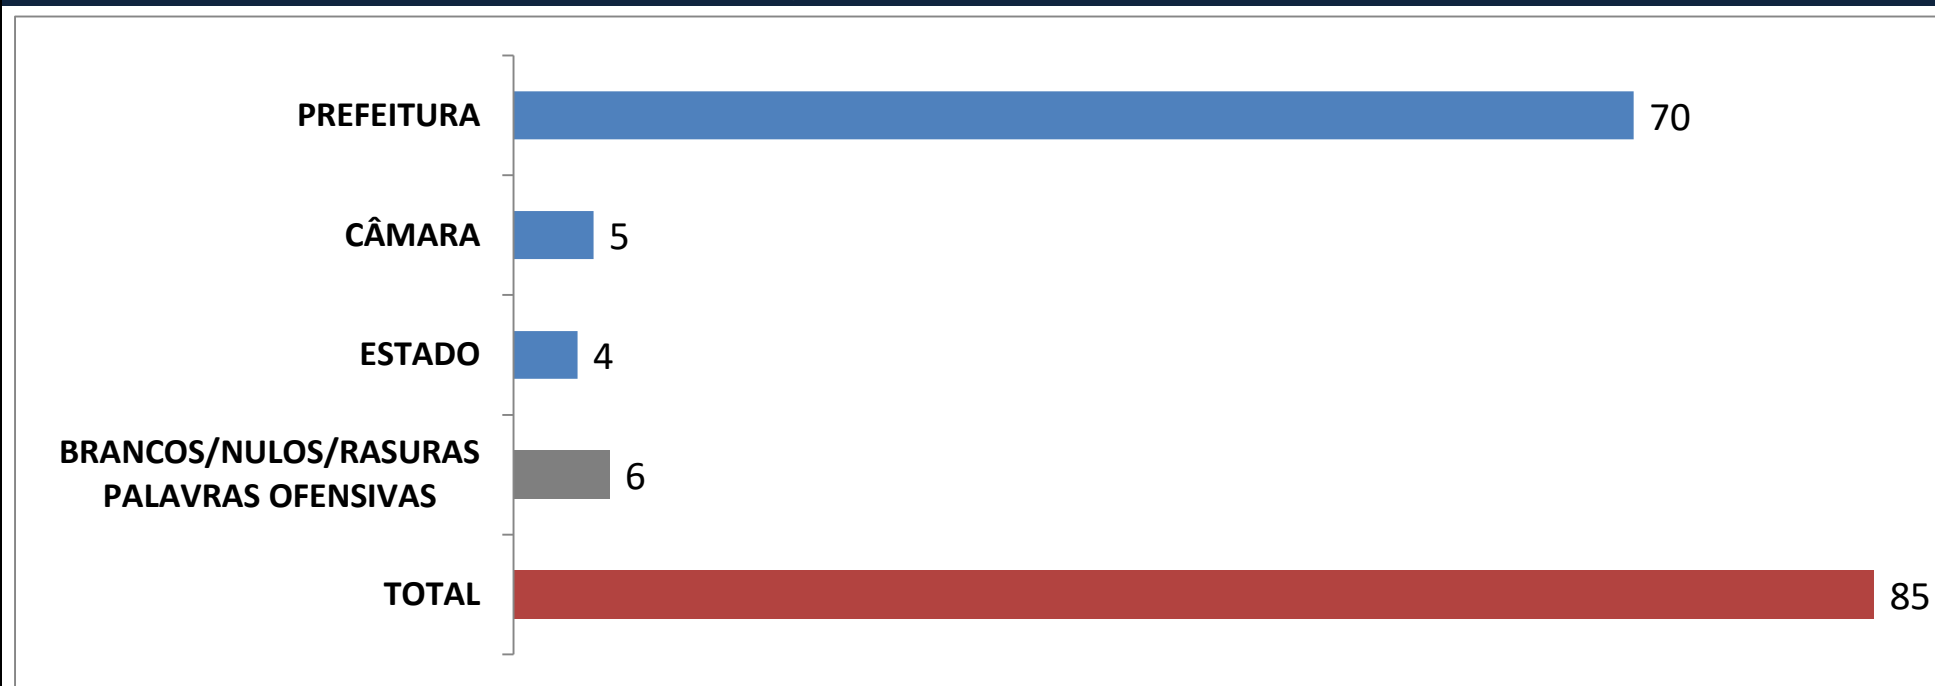 PREFEITURA
70
CÂMARA
5
ESTADO
4
BRANCOS/NULOS/RASURAS
PALAVRAS OFENSIVAS
6
TOTAL
85